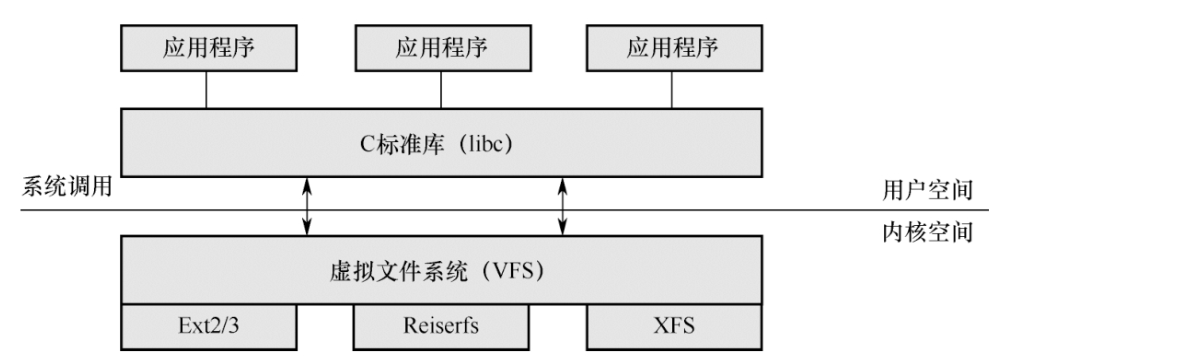 应用程序
应用程序
应用程序
C标准库（libc）
系统调用
用户空间
内核空间
虚拟文件系统（VFS）
Ext2/3
Reiserfs
XFS